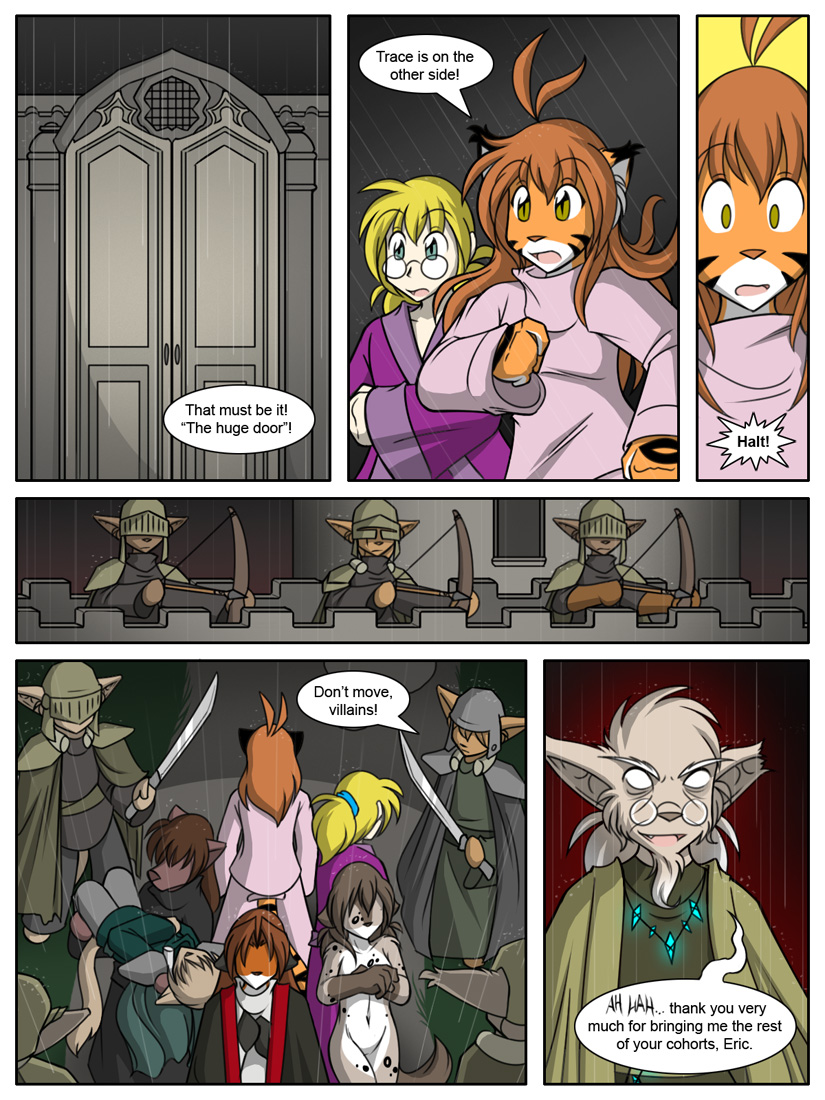 That must be it!
“The huge door”!
Trace is on the
other side!
Halt!
Don’t move,
villains!
AH HAH... thank you very
much for bringing me the rest
of your cohorts, Eric.